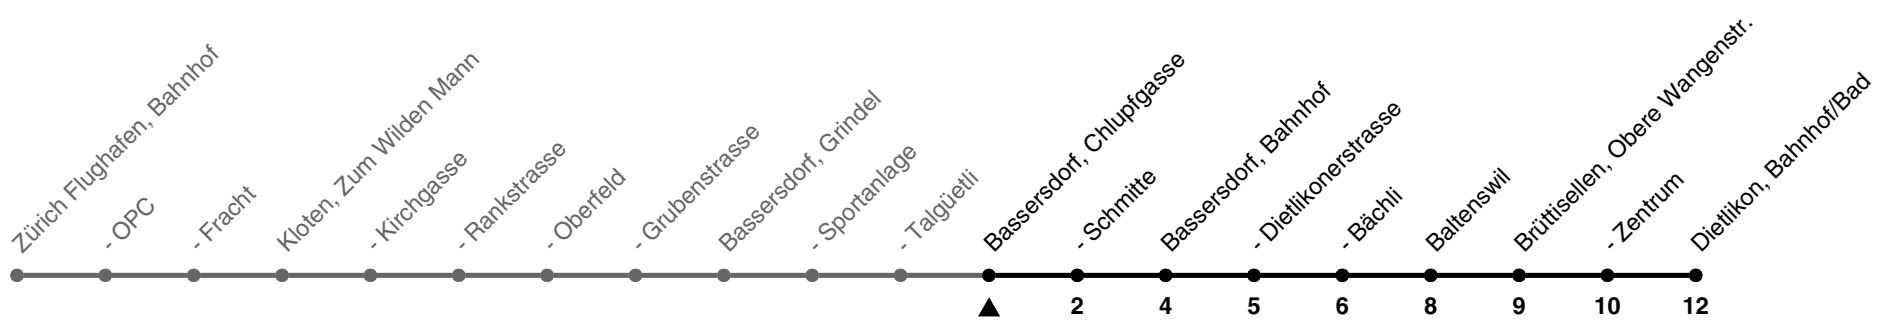 Zürich Flughafen, Bahnhof
- OPC
- Fracht
Kloten, Zum Wilden Mann
- Kirchgasse
- Rankstrasse
- Oberfeld
- Grubenstrasse
Bassersdorf, Grindel
- Sportanlage
- Talgüetli
Bassersdorf, Chlupfgasse
- Schmitte
Bassersdorf, Bahnhof
- Dietlikonerstrasse
- Bächli
Baltenswil
Brüttisellen, Obere Wangenstr.
- Zentrum
Dietlikon, Bahnhof/Bad
2 4 5 6 8 9 10 12